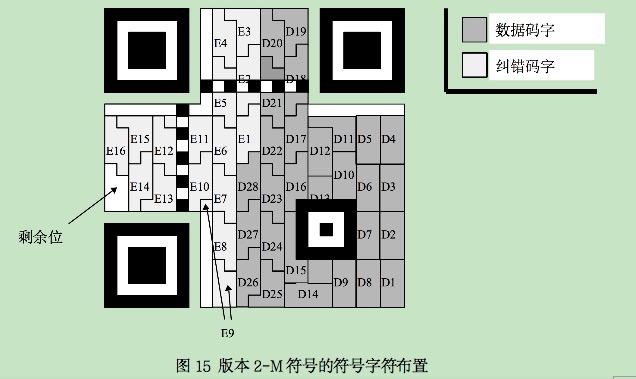 E4 E3 D20 D19
数据码字
E2 D18
纠错码字
E5 D21
E16 E15 E12 E11 E6 E1 D22 D17 D12 D11 D5 D4
E14 E13 E10 E7 D28 D23 D16 D13 D10 D6 D3
剩余位
E8 D27 D24 D7 D2
D26 D25 D15 D14 D9 D8 D1
E9
图 15 版本 2-M 符号的符号字符布置